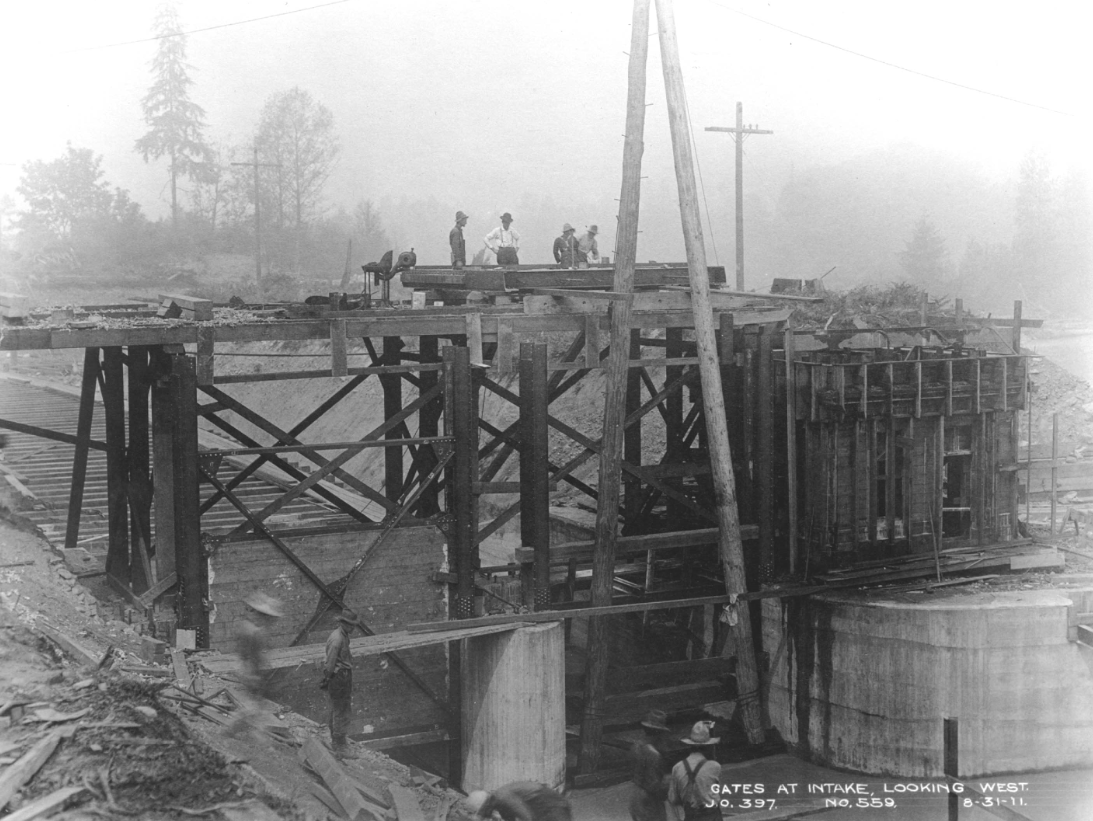 GATES AT INTAKE, LOOKING WEST.
J.O. 397. NO. 559. 8-31-11.